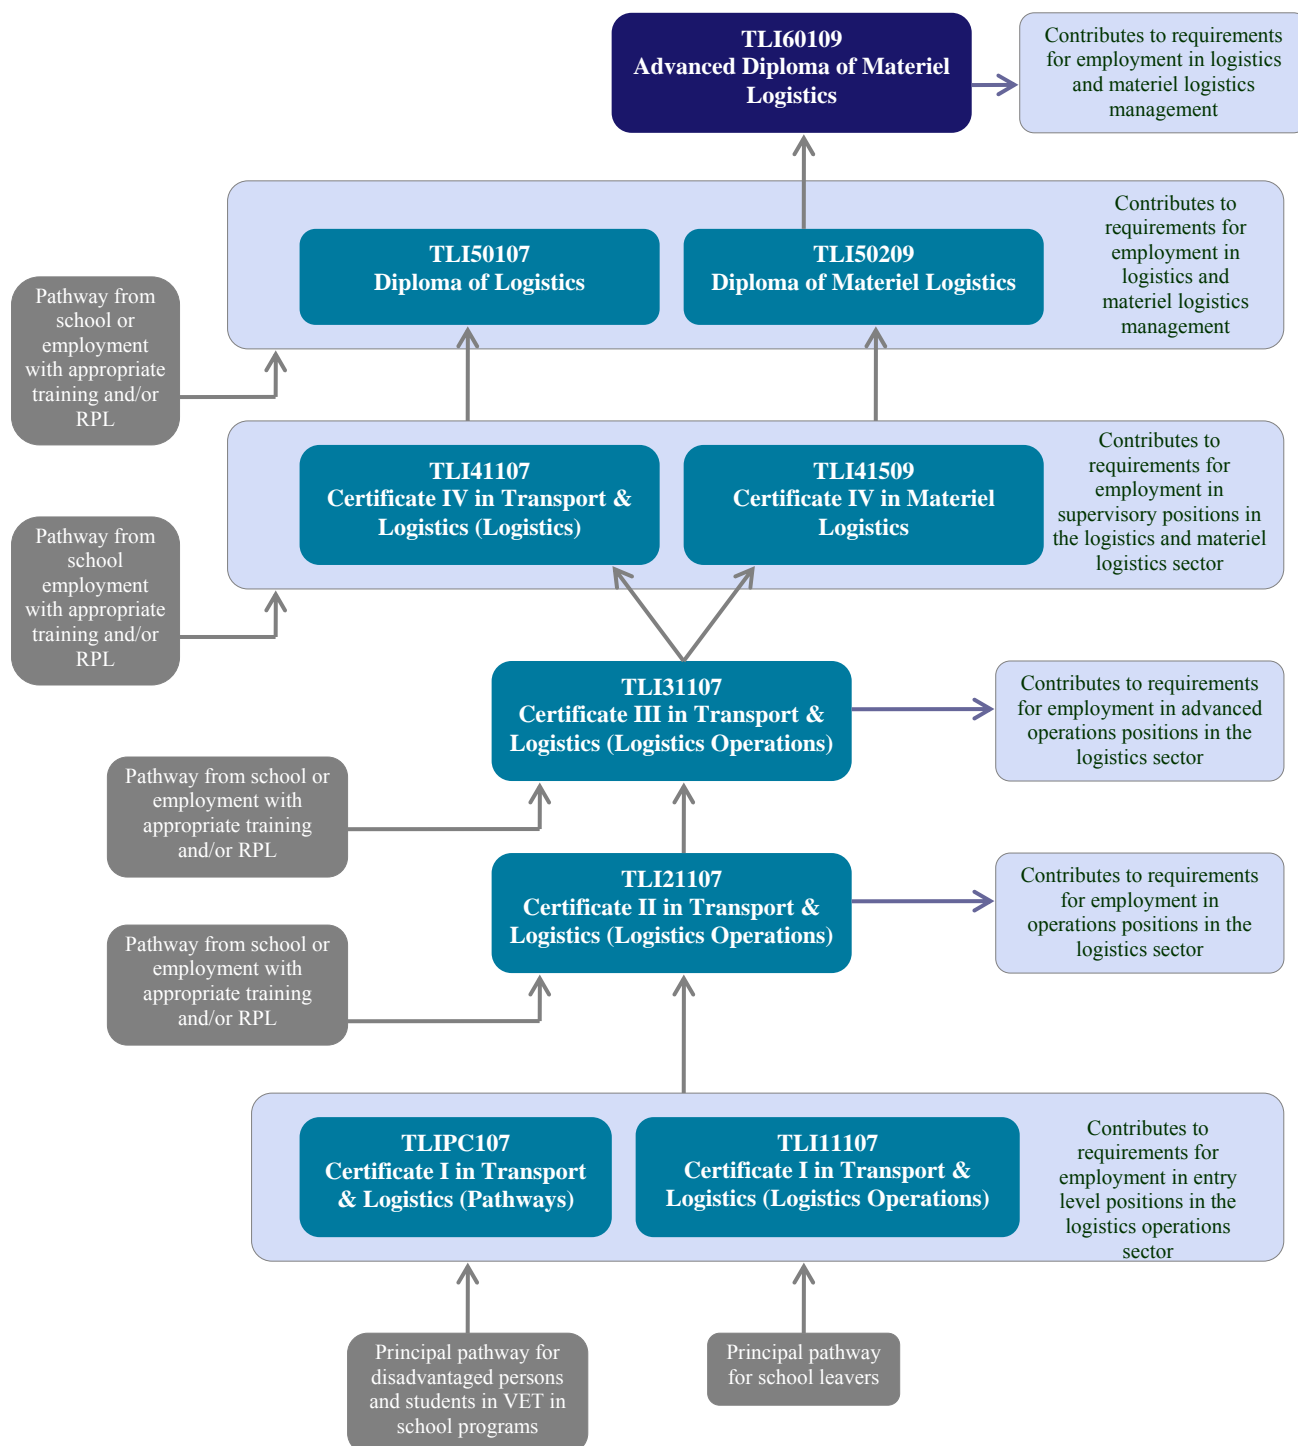 TLI60109
Advanced Diploma of Materiel
Logistics
Contributes to requirements
for employment in logistics
and materiel logistics
management
TLI50107
Diploma of Logistics
TLI50209
Diploma of Materiel Logistics
Contributes to
requirements for
employment in
logistics and
materiel logistics
management
Pathway from
school or
employment
with appropriate
training and/or
RPL
TLI41107
Certificate IV in Transport &
Logistics (Logistics)
TLI41509
Certificate IV in Materiel
Logistics
Contributes to
requirements for
employment in
supervisory positions in
the logistics and materiel
logistics sector
Pathway from
school
employment
with appropriate
training and/or
RPL
TLI31107
Certificate III in Transport &
Logistics (Logistics Operations)
Contributes to requirements
for employment in advanced
operations positions in the
logistics sector
Pathway from school or
employment with
appropriate training
and/or RPL
TLI21107
Certificate II in Transport &
Logistics (Logistics Operations)
Contributes to requirements
for employment in
operations positions in the
logistics sector
Pathway from school or
employment with
appropriate training
and/or RPL
TLIPC107
Certificate I in Transport
& Logistics (Pathways)
TLI11107
Certificate I in Transport &
Logistics (Logistics Operations)
Contributes to
requirements for
employment in entry
level positions in the
logistics operations
sector
Principal pathway for
disadvantaged persons
and students in VET in
school programs
Principal pathway
for school leavers